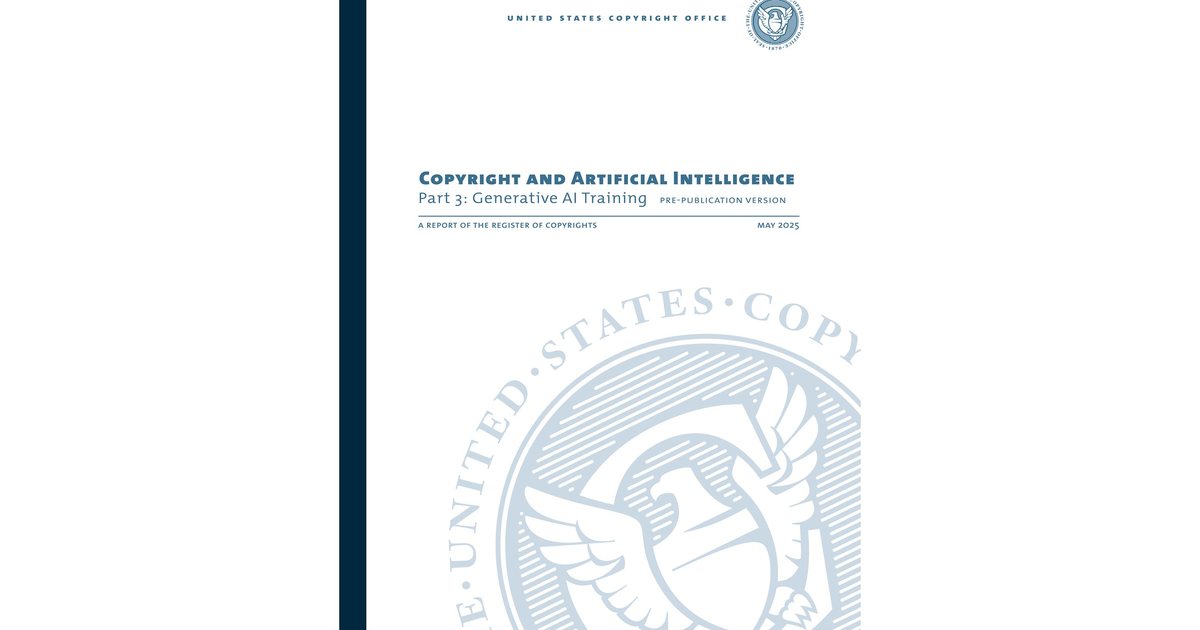 UNITED STATES COPYRIGHT OFFICE
COPYRIGHT AND ARTIFICIAL INTELLIGENCE
Part 3: Generative AI Training PRE-PUBLICATION VERSION
A REPORT OF THE REGISTER OF COPYRIGHTS MAY 2025
UNITED · STATES · COPY